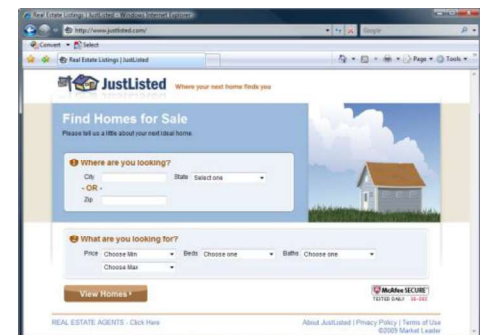 Real Estate Listings | JustListed - Windows Internet Explorer
http://www.justlisted.com/
Google
Convert Select
Real Estate Listings | JustListed
Page Tools
JustListed Where your next home finds you
Find Homes for Sale
Please tell us a little about your next ideal home.
1 Where are you looking?
City State Select one
- OR -
Zip
2 What are you looking for?
Price Choose Min Beds Choose one Baths Choose one
Choose Max
View Homes
McAfee SECURE
TESTED DAILY
REAL ESTATE AGENTS - Click Here
About JustListed | Privacy Policy | Terms of Use
©2009 Market Leader